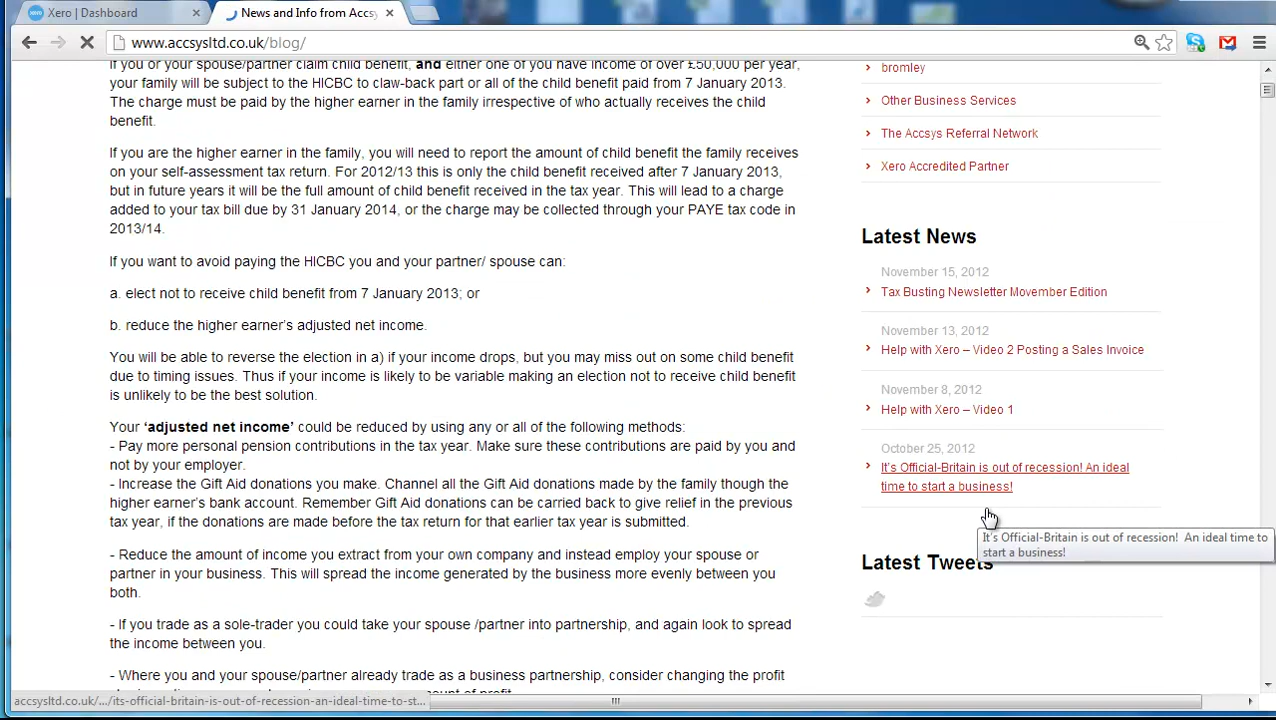 Xero | Dashboard
News and Info from Accsy
www.accsysltd.co.uk/blog/
If you or your spouse/partner claim child benefit, and either one of you have income of over £50,000 per year,
your family will be subject to the HICBC to claw-back part or all of the child benefit paid from 7 January 2013.
The charge must be paid by the higher earner in the family irrespective of who actually receives the child
benefit.
If you are the higher earner in the family, you will need to report the amount of child benefit the family receives
on your self-assessment tax return. For 2012/13 this is only the child benefit received after 7 January 2013,
but in future years it will be the full amount of child benefit received in the tax year. This will lead to a charge
added to your tax bill due by 31 January 2014, or the charge may be collected through your PAYE tax code in
2013/14.
If you want to avoid paying the HICBC you and your partner/ spouse can:
a. elect not to receive child benefit from 7 January 2013; or
b. reduce the higher earner's adjusted net income.
You will be able to reverse the election in a) if your income drops, but you may miss out on some child benefit
due to timing issues. Thus if your income is likely to be variable making an election not to receive child benefit
is unlikely to be the best solution.
Your 'adjusted net income' could be reduced by using any or all of the following methods:
- Pay more personal pension contributions in the tax year. Make sure these contributions are paid by you and
not by your employer.
- Increase the Gift Aid donations you make. Channel all the Gift Aid donations made by the family though the
higher earner's bank account. Remember Gift Aid donations can be carried back to give relief in the previous
tax year, if the donations are made before the tax return for that earlier tax year is submitted.
- Reduce the amount of income you extract from your own company and instead employ your spouse or
partner in your business. This will spread the income generated by the business more evenly between you
both.
- If you trade as a sole-trader you could take your spouse /partner into partnership, and again look to spread
the income between you.
- Where you and your spouse/partner already trade as a business partnership, consider changing the profit
amount of profit.
bromley
Other Business Services
The Accsys Referral Network
Xero Accredited Partner
Latest News
November 15, 2012
Tax Busting Newsletter Movember Edition
November 13, 2012
Help with Xero – Video 2 Posting a Sales Invoice
November 8, 2012
Help with Xero – Video 1
October 25, 2012
It's Official-Britain is out of recession! An ideal
time to start a business!
It's Official-Britain is out of recession! An ideal time to
start a business!
Latest Tweets
accsysltd.co.uk/.../its-official-britain-is-out-of-recession-an-ideal-time-to-st...